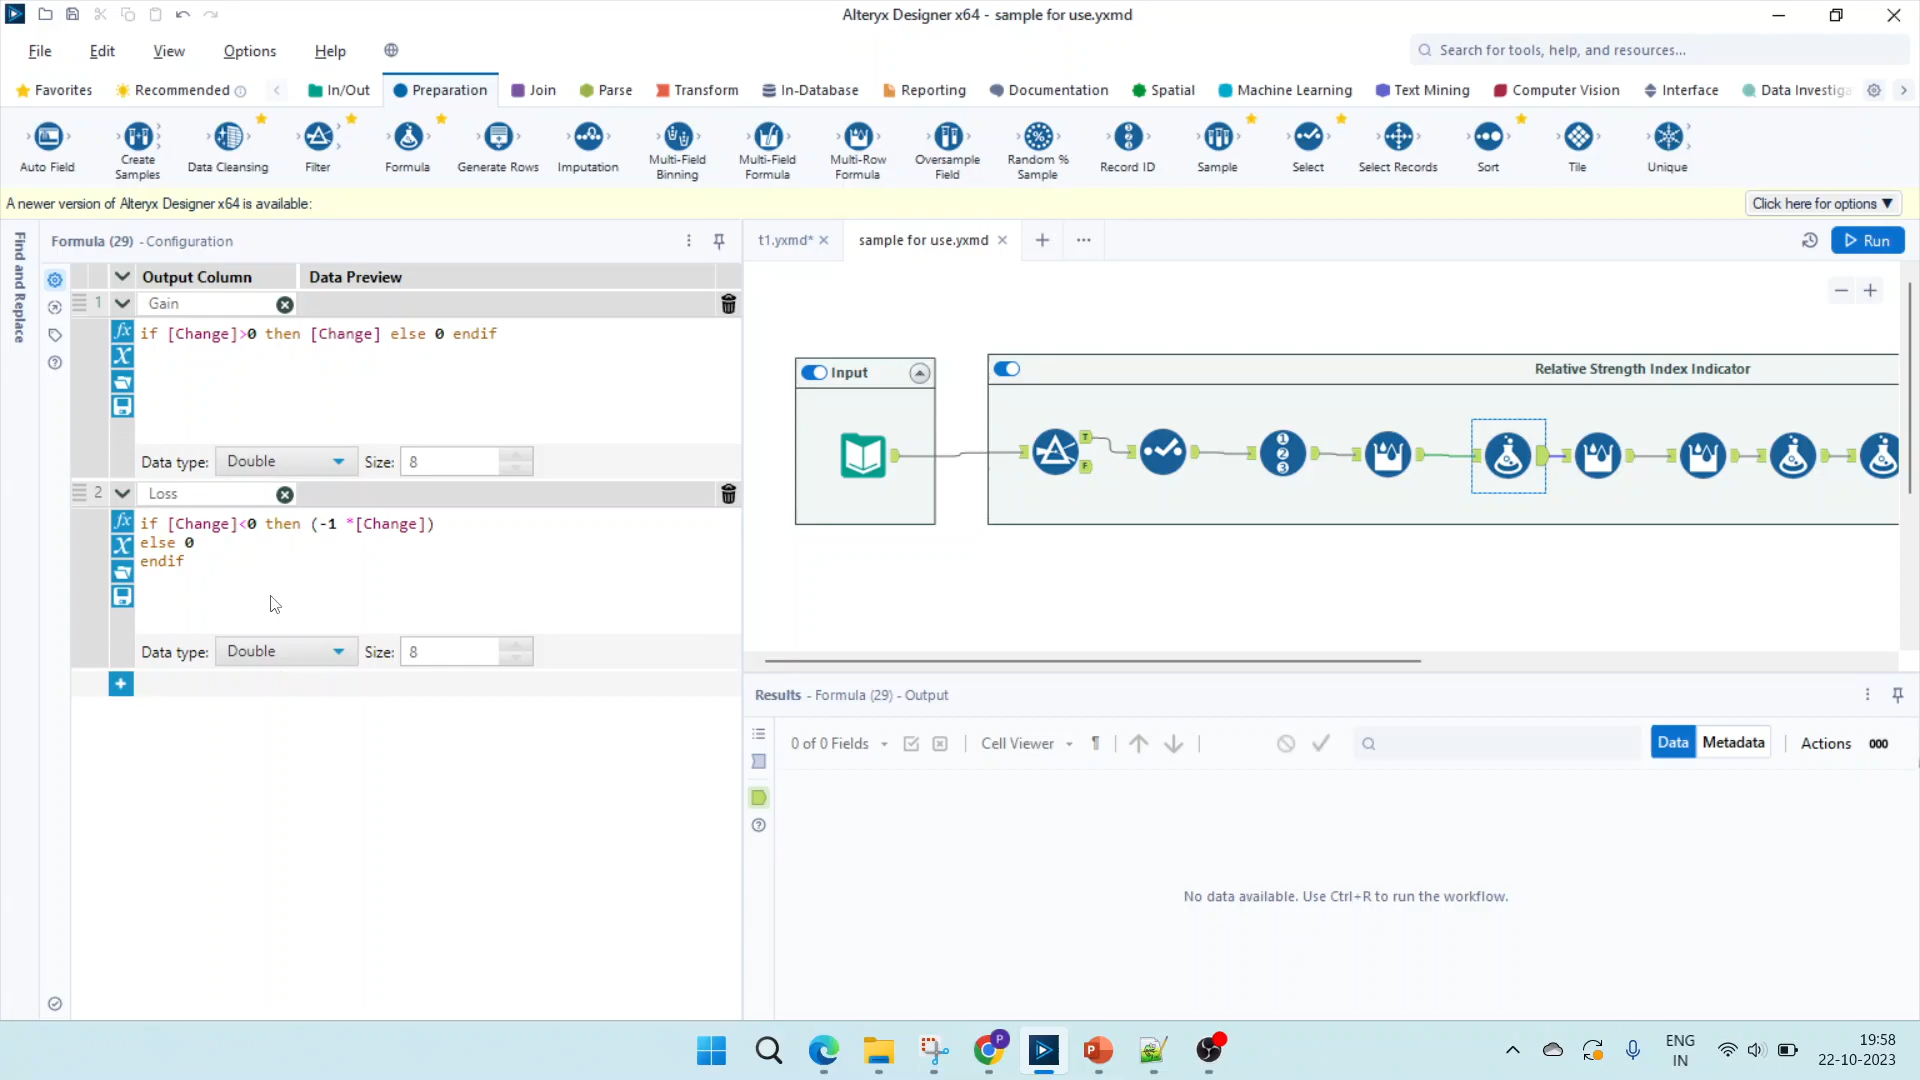 Alteryx Designer x64 - sample for use.yxmd
File Edit View Options Help
Search for tools, help, and resources...
Favorites Recommended In/Out Preparation Join Parse Transform In-Database Reporting Documentation Spatial Machine Learning Text Mining Computer Vision Interface Data Investiga
Auto Field
Create
Samples
Data Cleansing
Filter
Formula
Generate Rows
Imputation
Multi-Field
Binning
Multi-Field
Formula
Multi-Row
Formula
Oversample
Field
Random %
Sample
Record ID
Sample
Select
Select Records
Sort
Tile
Unique
A newer version of Alteryx Designer x64 is available:
Click here for options ▼
Find and Replace
Formula (29) - Configuration
Output Column Data Preview
1 Gain
if [Change]>0 then [Change] else 0 endif
Data type: Double Size: 8
2 Loss
if [Change]<0 then (-1 *[Change])
else 0
endif
Data type: Double Size: 8
t1.yxmd*
sample for use.yxmd
Run
Input
Relative Strength Index Indicator
T
F
1
2
3
Results - Formula (29) - Output
0 of 0 Fields
Cell Viewer
Data Metadata
Actions
000
No data available. Use Ctrl+R to run the workflow.
P
ENG
IN
19:58
22-10-2023